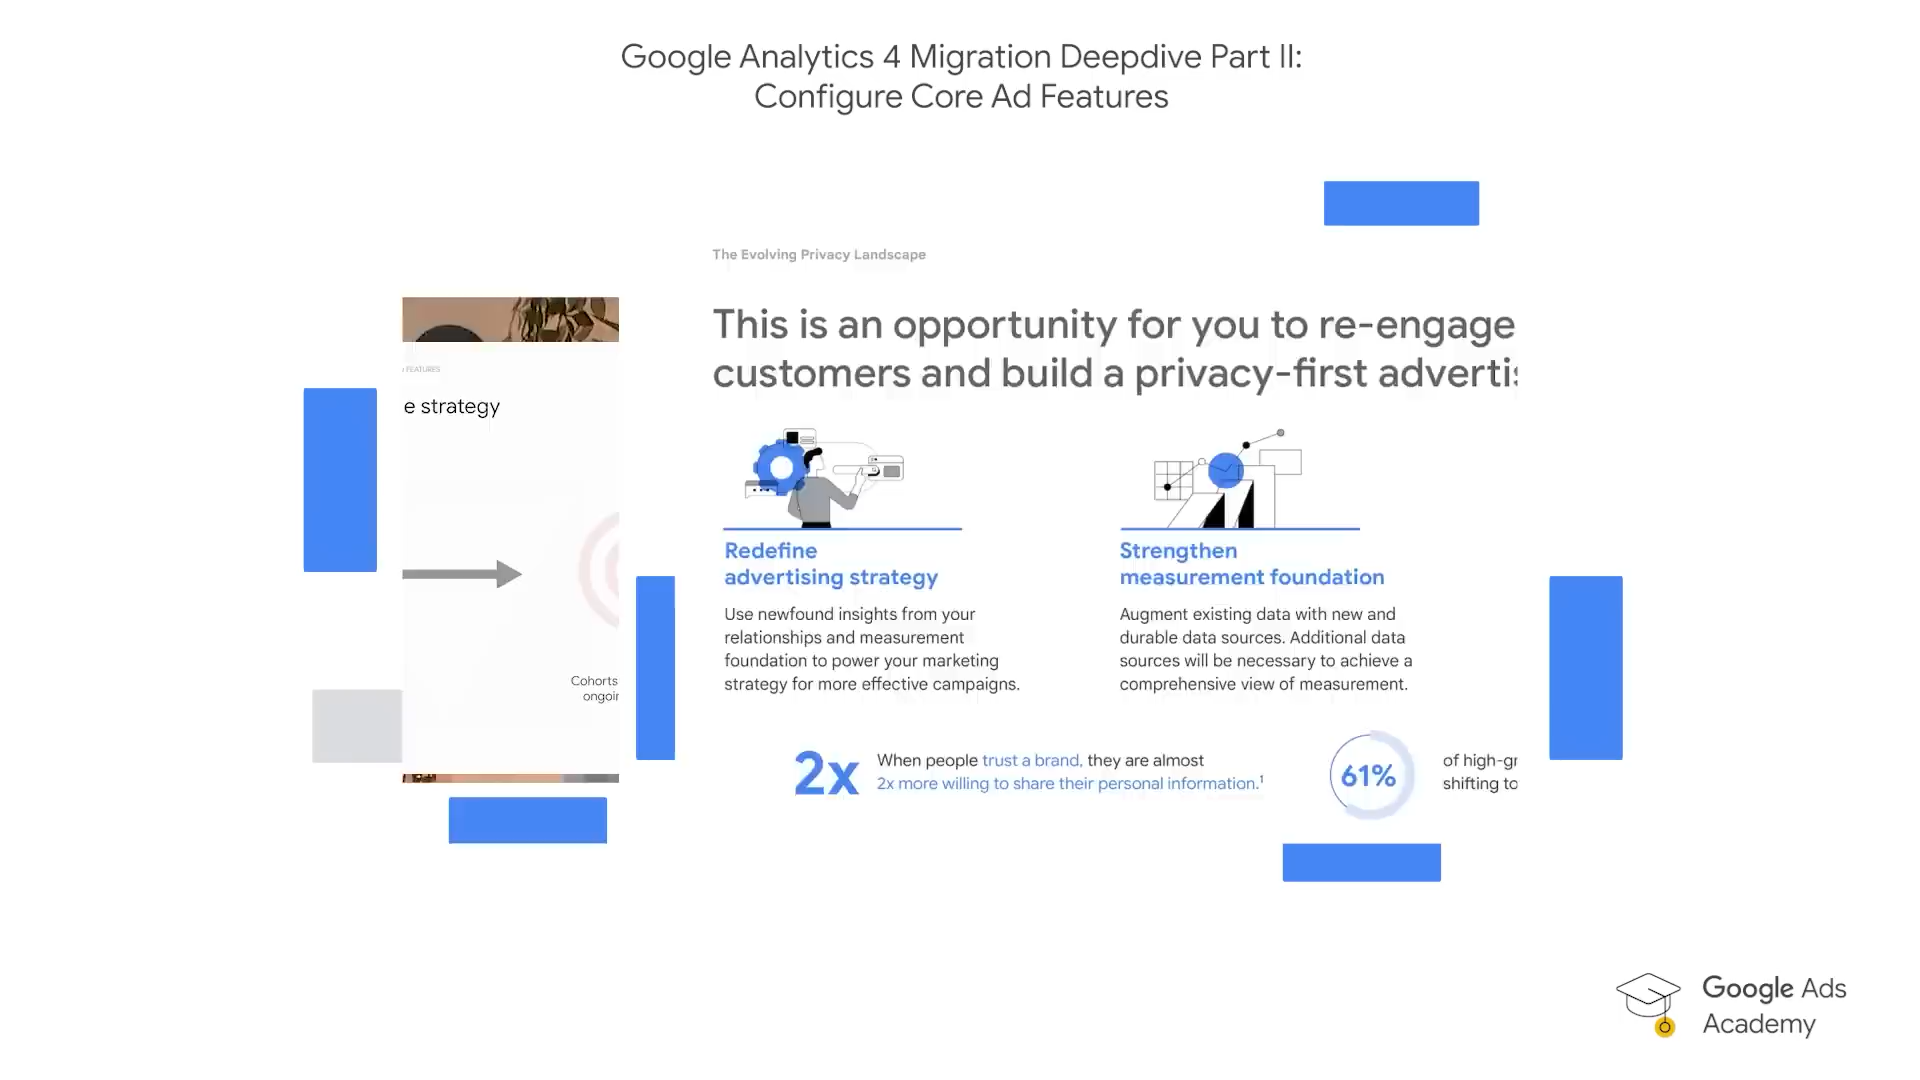 Google Analytics 4 Migration Deepdive Part II:
Configure Core Ad Features
The Evolving Privacy Landscape
This is an opportunity for you to re-engage
customers and build a privacy-first adverti
FEATURES
e strategy
Cohorts
ongoin
Redefine
advertising strategy
Use newfound insights from your
relationships and measurement
foundation to power your marketing
strategy for more effective campaigns.
Strengthen
measurement foundation
Augment existing data with new and
durable data sources. Additional data
sources will be necessary to achieve a
comprehensive view of measurement.
2x
When people trust a brand, they are almost
2x more willing to share their personal information.¹
61%
of high-gr
shifting to
Google Ads
Academy